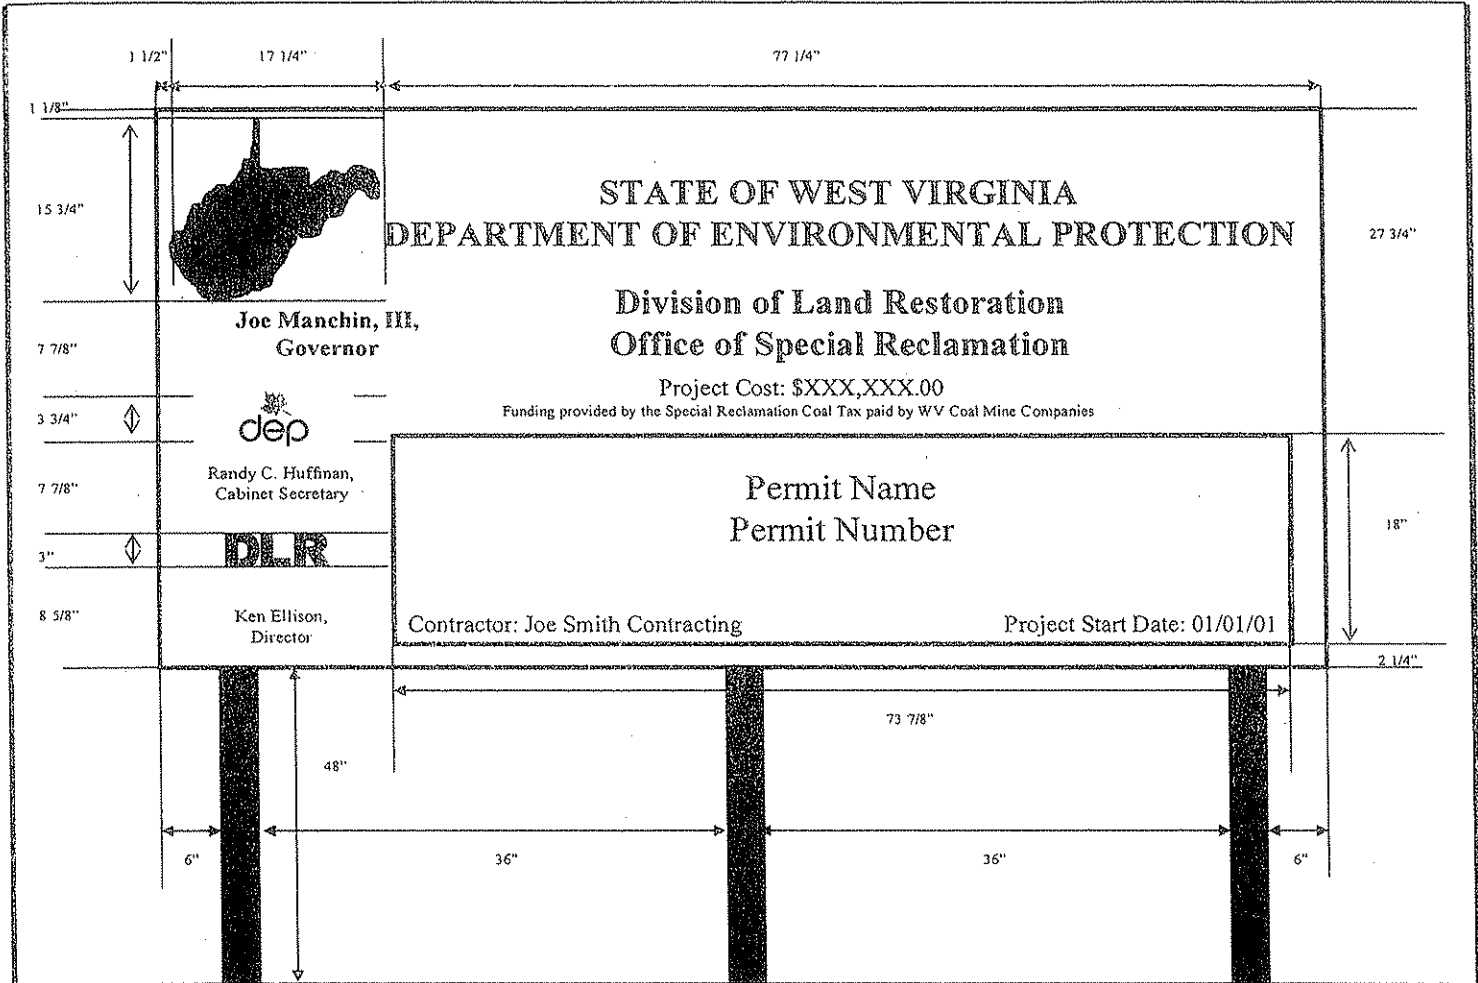 1 1/2" 17 1/4" 77 1/4"
1 1/8"
15 3/4"
STATE OF WEST VIRGINIA
DEPARTMENT OF ENVIRONMENTAL PROTECTION
27 3/4"
Division of Land Restoration
Office of Special Reclamation
Joe Manchin, III,
Governor
7 7/8"
Project Cost: $XXX,XXX.00
Funding provided by the Special Reclamation Coal Tax paid by WV Coal Mine Companies
3 3/4"
dep
Randy C. Huffman,
Cabinet Secretary
7 7/8"
Permit Name
Permit Number
18"
DLR
3"
8 5/8"
Ken Ellison,
Director
Contractor: Joe Smith Contracting Project Start Date: 01/01/01
2 1/4"
73 7/8"
48"
6" 36" 36" 6"